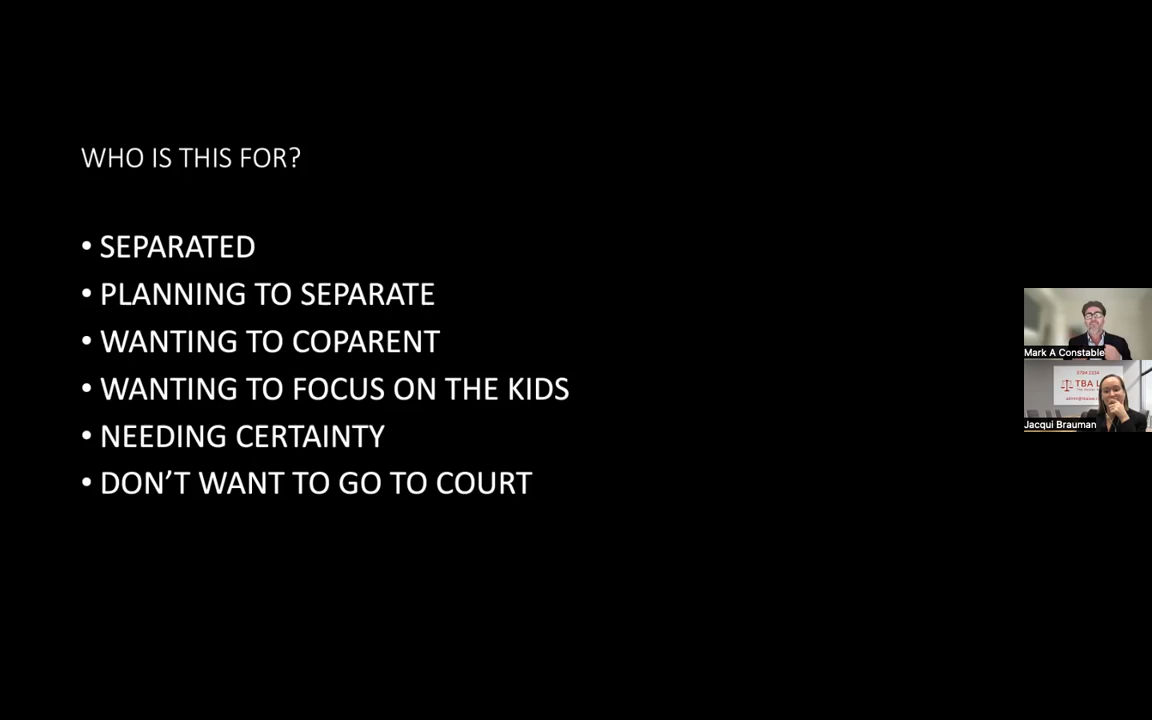 WHO IS THIS FOR?
• SEPARATED
• PLANNING TO SEPARATE
• WANTING TO COPARENT
• WANTING TO FOCUS ON THE KIDS
• NEEDING CERTAINTY
• DON’T WANT TO GO TO COURT
Mark A Constable
TBA
Jacqui Brauman